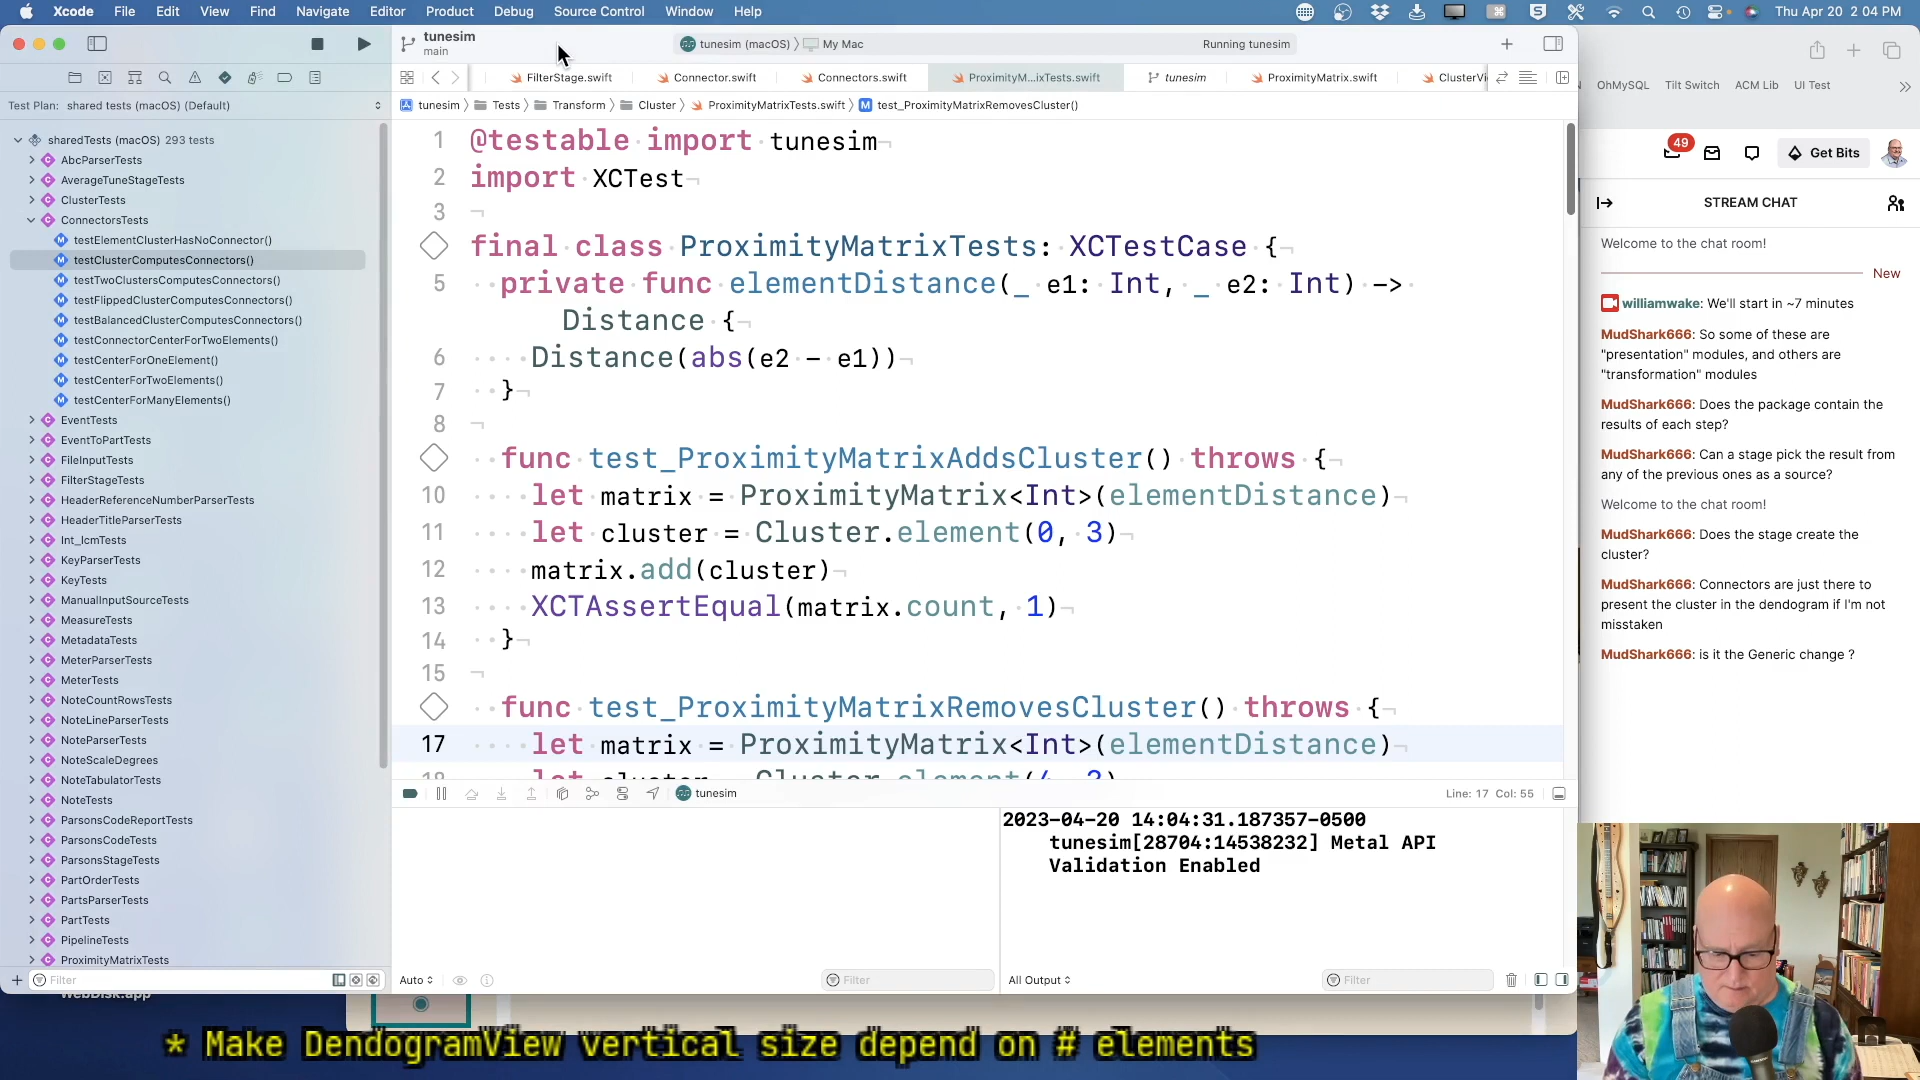 Xcode File Edit View Find Navigate Editor Product Debug Source Control Window Help
Thu Apr 20 2:04 PM
tunesim
main
tunesim (macOS) 〉 My Mac
Running tunesim
FilterStage.swift
Connector.swift
Connectors.swift
ProximityM...ixTests.swift
tunesim
ProximityMatrix.swift
ClusterVi
OhMySQL Tilt Switch ACM Lib UI Test
Test Plan: shared tests (macOS) (Default)
tunesim 〉 Tests 〉 Transform 〉 Cluster 〉 ProximityMatrixTests.swift 〉 M test_ProximityMatrixRemovesCluster()
sharedTests (macOS) 293 tests
AbcParserTests
AverageTuneStageTests
ClusterTests
ConnectorsTests
testElementClusterHasNoConnector()
testClusterComputesConnectors()
testTwoClustersComputesConnectors()
testFlippedClusterComputesConnectors()
testBalancedClusterComputesConnectors()
testConnectorCenterForTwoElements()
testCenterForOneElement()
testCenterForTwoElements()
testCenterForManyElements()
EventTests
EventToPartTests
FileInputTests
FilterStageTests
HeaderReferenceNumberParserTests
HeaderTitleParserTests
Int_lcmTests
KeyParserTests
KeyTests
ManualInputSourceTests
MeasureTests
MetadataTests
MeterParserTests
MeterTests
NoteCountRowsTests
NoteLineParserTests
NoteParserTests
NoteScaleDegrees
NoteTabulatorTests
NoteTests
ParsonsCodeReportTests
ParsonsCodeTests
ParsonsStageTests
PartOrderTests
PartsParserTests
PartTests
PipelineTests
ProximityMatrixTests
Filter
1 @testable import tunesim¬
2 import XCTest¬
3 ¬
final class ProximityMatrixTests: XCTestCase {¬
5 private func elementDistance(_ e1: Int, _ e2: Int) ->
Distance {¬
6 Distance(abs(e2 - e1))¬
7 }¬
8 ¬
func test_ProximityMatrixAddsCluster() throws {¬
10 let matrix = ProximityMatrix<Int>(elementDistance)¬
11 let cluster = Cluster.element(0, 3)¬
12 matrix.add(cluster)¬
13 XCTAssertEqual(matrix.count, 1)¬
14 }¬
15 ¬
func test_ProximityMatrixRemovesCluster() throws {¬
17 let matrix = ProximityMatrix<Int>(elementDistance)¬
tunesim
Line: 17 Col: 55
2023-04-20 14:04:31.187357-0500
tunesim[28704:14538232] Metal API
Validation Enabled
Auto
Filter
All Output
Filter
WebDisk.app
49
Get Bits
STREAM CHAT
Welcome to the chat room!
New
williamwake: We'll start in ~7 minutes
MudShark666: So some of these are
"presentation" modules, and others are
"transformation" modules
MudShark666: Does the package contain the
results of each step?
MudShark666: Can a stage pick the result from
any of the previous ones as a source?
Welcome to the chat room!
MudShark666: Does the stage create the
cluster?
MudShark666: Connectors are just there to
present the cluster in the dendogram if I'm not
misstaken
MudShark666: is it the Generic change ?
* Make DendogramView vertical size depend on # elements